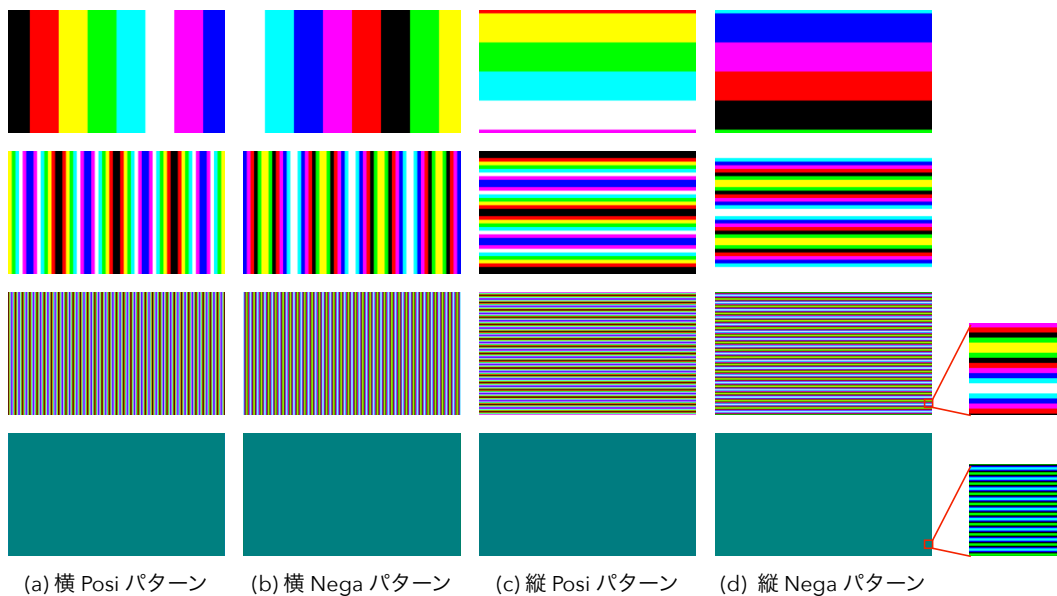 (a) 横 Posi パターン
(b) 横 Nega パターン
(c) 縦 Posi パターン
(d) 縦 Nega パターン